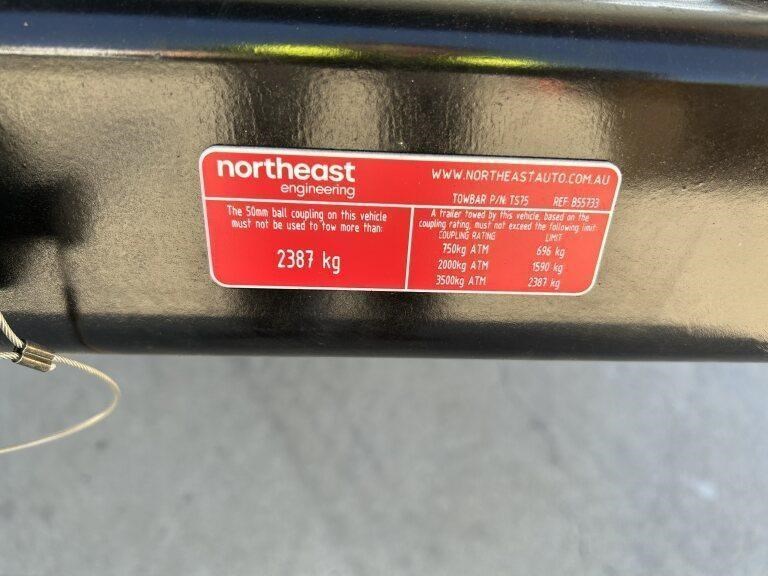 northeast
engineering
WWW.NORTHEASTAUTO.COM.AU
TOWBAR P/N: TS75 REF: B55733
The 50mm ball coupling on this vehicle
must not be used to tow more than:
2387 kg
A trailer towed by this vehicle, based on the
coupling rating, must not exceed the following limit:
COUPLING RATING LIMIT
750kg ATM 696 kg
2000kg ATM 1590 kg
3500kg ATM 2387 kg